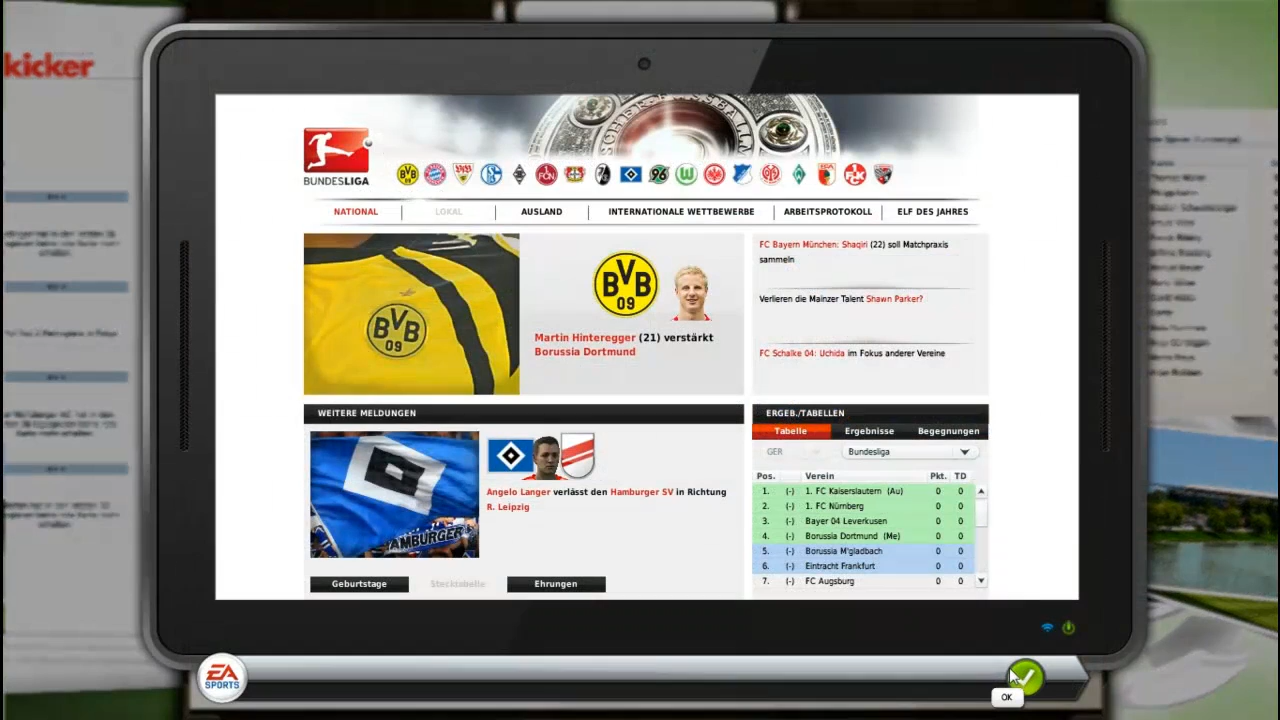 kicker
SCHER FUSSBALLM
BUNDESLIGA
NATIONAL
LOKAL
AUSLAND
INTERNATIONALE WETTBEWERBE
ARBEITSPROTOKOLL
ELF DES JAHRES
BVB
09
BVB
09
Martin Hinteregger (21) verstärkt
Borussia Dortmund
FC Bayern München: Shaqiri (22) soll Matchpraxis
sammeln
Verlieren die Mainzer Talent Shawn Parker?
FC Schalke 04: Uchida im Fokus anderer Vereine
WEITERE MELDUNGEN
HAMBURGER
Angelo Langer verlässt den Hamburger SV in Richtung
R. Leipzig
Geburtstage
Stecktabelle
Ehrungen
ERGEB./TABELLEN
Tabelle
Ergebnisse
Begegnungen
GER
Bundesliga
Pos. Verein Pkt. TD
1. (-) 1. FC Kaiserslautern (Au) 0 0
2. (-) 1. FC Nürnberg 0 0
3. (-) Bayer 04 Leverkusen 0 0
4. (-) Borussia Dortmund (Me) 0 0
5. (-) Borussia M'gladbach 0 0
6. (-) Eintracht Frankfurt 0 0
7. (-) FC Augsburg 0 0
EA
SPORTS
OK